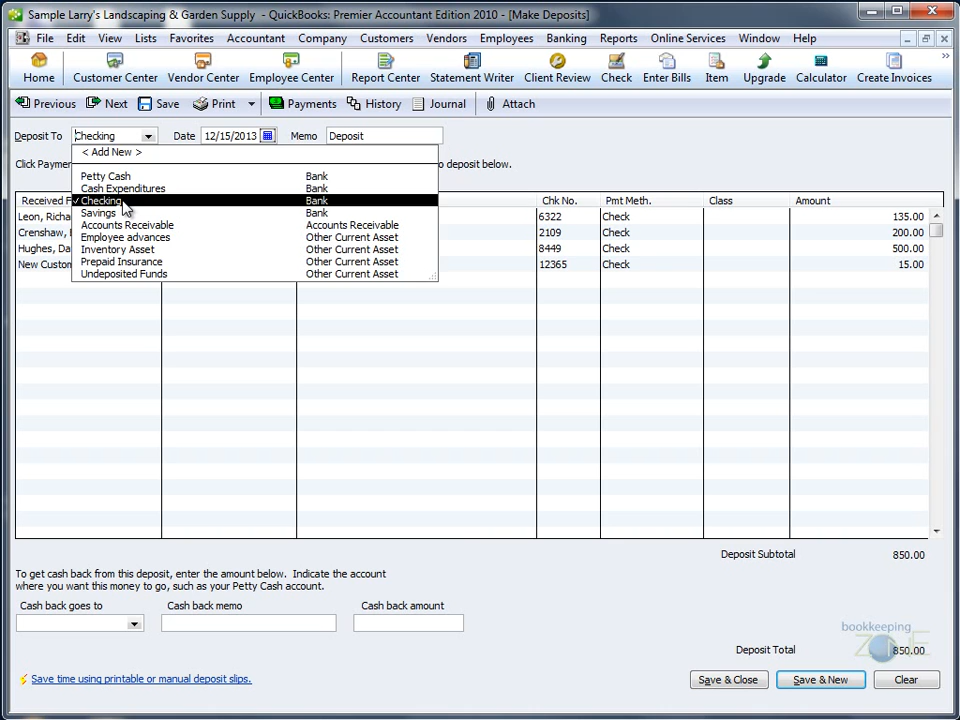 Sample Larry's Landscaping & Garden Supply - QuickBooks: Premier Accountant Edition 2010 - [Make Deposits]
File Edit View Lists Favorites Accountant Company Customers Vendors Employees Banking Reports Online Services Window Help
Home Customer Center Vendor Center Employee Center Report Center Statement Writer Client Review Check Enter Bills Item Upgrade Calculator Create Invoices
Previous Next Save Print Payments History Journal Attach
Deposit To Checking Date 12/15/2013 Memo Deposit
< Add New >
Click Paymen o deposit below.
Petty Cash Bank
Cash Expenditures Bank
Received F Checking Bank Chk No. Pmt Meth. Class Amount
Savings Bank
Leon, Richa 6322 Check 135.00
Accounts Receivable Accounts Receivable
Crenshaw, 2109 Check 200.00
Employee advances Other Current Asset
Hughes, Da Inventory Asset Other Current Asset 8449 Check 500.00
New Custom Prepaid Insurance Other Current Asset 12365 Check 15.00
Undeposited Funds Other Current Asset
Deposit Subtotal 850.00
To get cash back from this deposit, enter the amount below. Indicate the account
where you want this money to go, such as your Petty Cash account.
Cash back goes to Cash back memo Cash back amount
bookkeeping
ZONE
Deposit Total 850.00
Save time using printable or manual deposit slips. Save & Close Save & New Clear